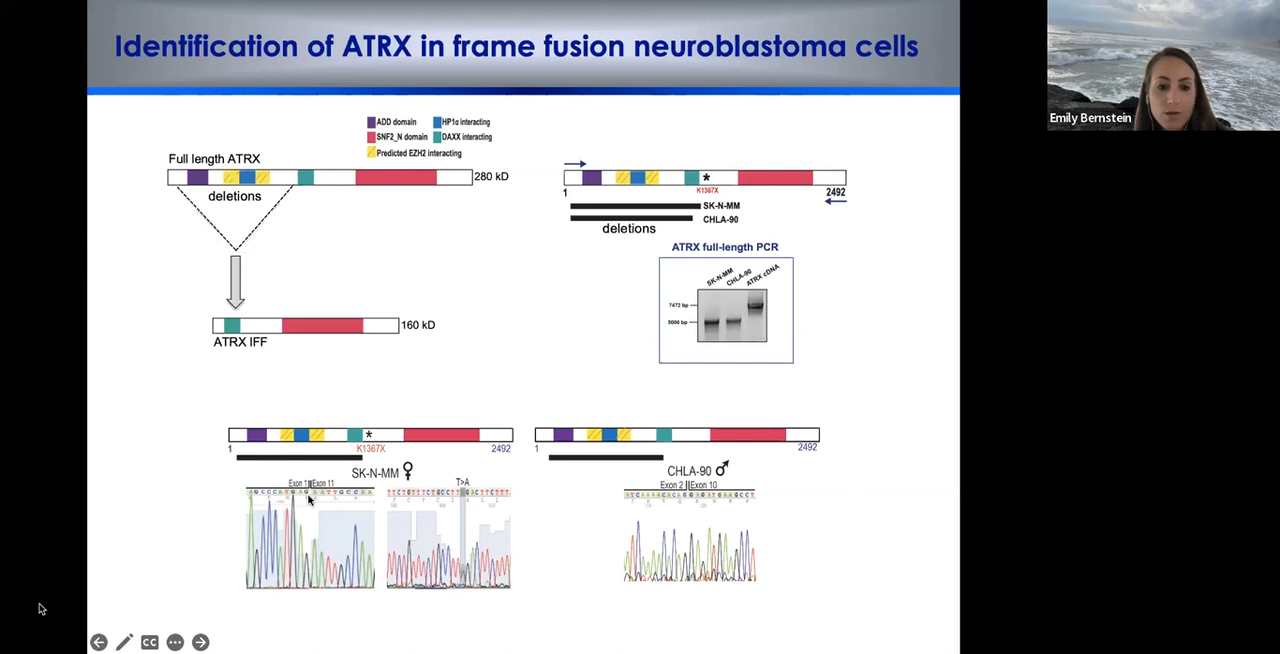 Identification of ATRX in frame fusion neuroblastoma cells
Emily Bernstein
ADD domain
HP1α interacting
SNF2_N domain
DAXX interacting
Predicted EZH2 interacting
Full length ATRX
280 kD
deletions
160 kD
ATRX IFF
*
K1367X
1
2492
SK-N-MM
CHLA-90
deletions
ATRX full-length PCR
SK-N-MM
CHLA-90
ATRX cDNA
7472 bp
5000 bp
*
1
K1367X
2492
SK-N-MM ♀
Exon 1||Exon 11
T>A
1
2492
CHLA-90 ♂
Exon 2 ||Exon 10
CC